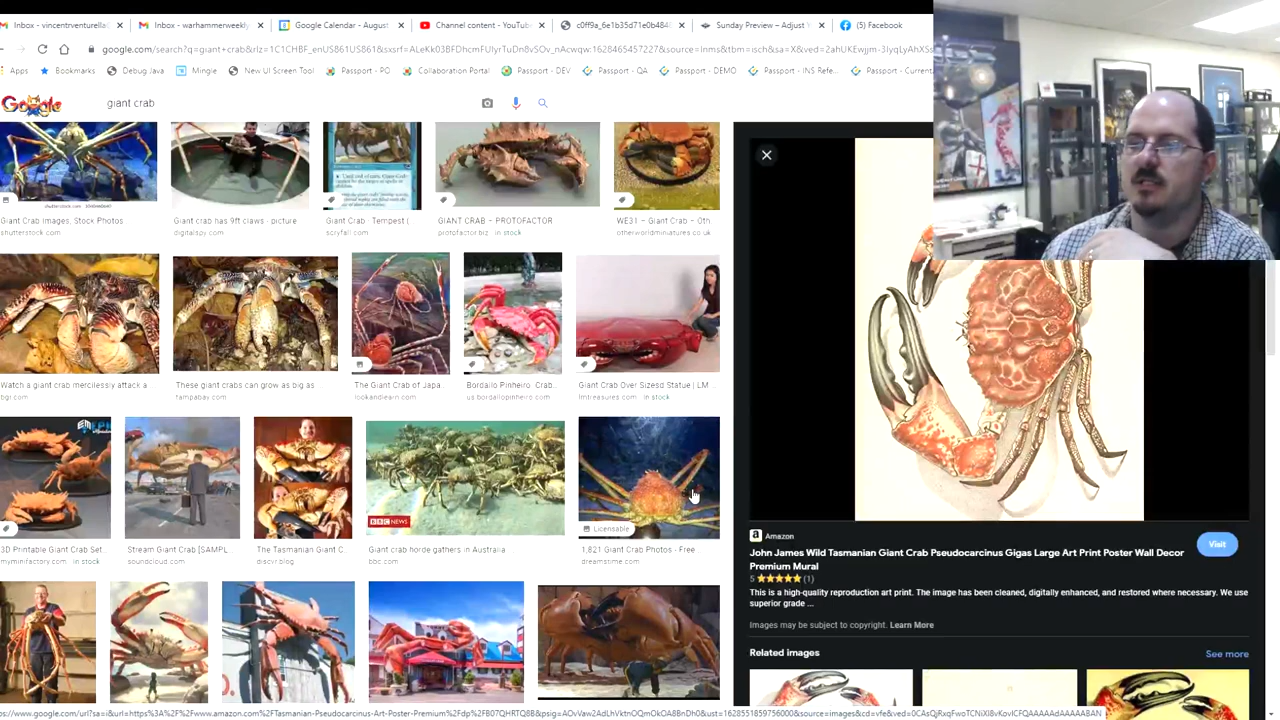 Inbox - vincentrventurella
Inbox - warhammerweekly
Google Calendar - August
Channel content - YouTub
c0ff9a_6e1b35d71e0b484
Sunday Preview – Adjust Y
(3) Facebook
Apps
Bookmarks
Debug Java
Mingle
New UI Screen Tool
Passport - PO
Collaboration Portal
Passport - DEV
Passport - QA
Passport - DEMO
Passport - INS Refe...
Passport - Current
Google
giant crab
Giant Crab Images, Stock Photos
shutterstock.com
Giant crab has 9ft claws - picture
digitalspy.com
Giant Crab · Tempest (
scryfall.com
GIANT CRAB – PROTOFACTOR
protofactor.biz · In stock
WE31 – Giant Crab – Oth
otherworldminiatures.co.uk
Watch a giant crab mercilessly attack a ...
bgr.com
These giant crabs can grow as big as ...
tampabay.com
The Giant Crab of Japa...
lookandlearn.com
Bordallo Pinheiro Crab...
us.bordallopinheiro.com
Giant Crab Over Sizesd Statue | LM ...
lmtreasures.com · In stock
3D Printable Giant Crab Set...
myminifactory.com · In stock
Stream Giant Crab [SAMPL...
soundcloud.com
The Tasmanian Giant C...
discvr.blog
BBC NEWS
Giant crab horde gathers in Australia
bbc.com
Licensable
1,821 Giant Crab Photos - Free...
dreamstime.com
Amazon
John James Wild Tasmanian Giant Crab Pseudocarcinus Gigas Large Art Print Poster Wall Decor
Premium Mural
Visit
5 ★★★★★ (1)
This is a high-quality reproduction art print. The image has been cleaned, digitally enhanced, and restored where necessary. We use
superior grade ...
Images may be subject to copyright. Learn More
Related images
See more